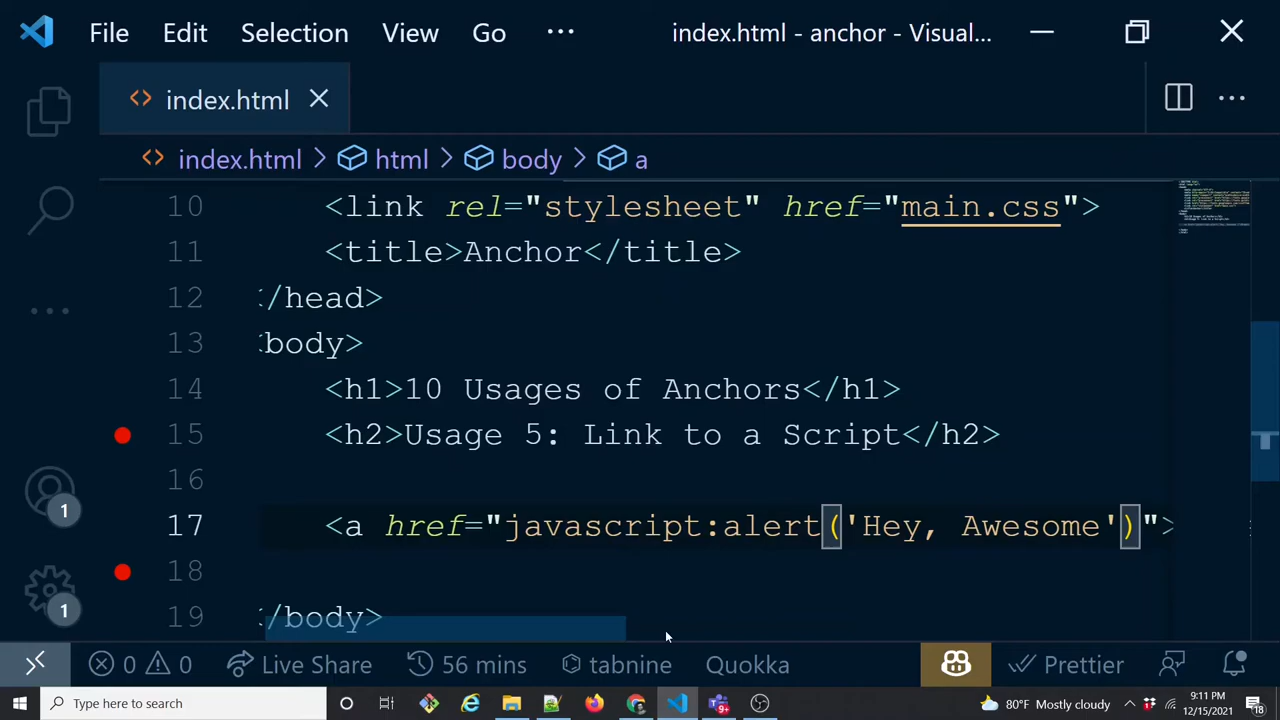 File Edit Selection View Go ··· index.html - anchor - Visual...
index.html
index.html > html > body > a
10 <link rel="stylesheet" href="main.css">
11 <title>Anchor</title>
12 </head>
13 <body>
14 <h1>10 Usages of Anchors</h1>
15 <h2>Usage 5: Link to a Script</h2>
16
17 <a href="javascript:alert('Hey, Awesome')">
18
19 </body>
1
1
0 0 Live Share 56 mins tabnine Quokka Prettier
Type here to search 9+ 80°F Mostly cloudy 9:11 PM 12/15/2021 18